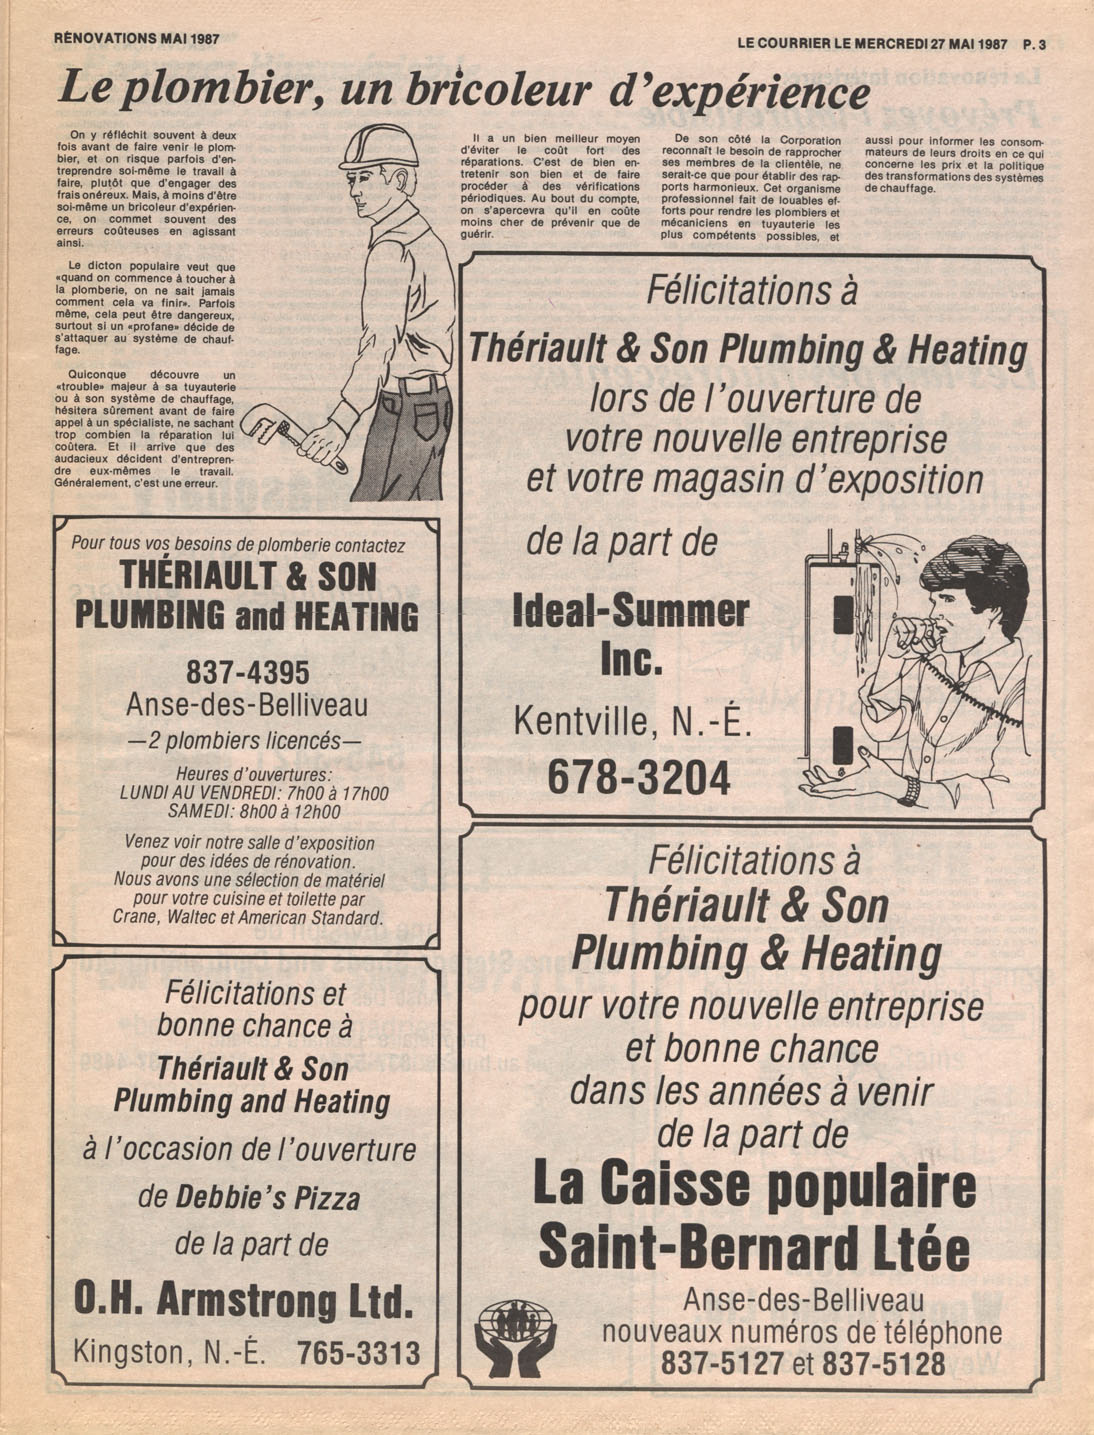 RÉNOVATIONS MAI 1987
LE COURRIER LE MERCREDI 27 MAI 1987 P. 3
Le plombier, un bricoleur d'expérience
On y réfléchit souvent à deux
fois avant de faire venir le plom-
bier, et on risque parfois d'en-
treprendre soi-même le travail à
faire, plutôt que d'engager des
frais onéreux. Mais, à moins d'être
soi-même un bricoleur d'expérien-
ce, on commet souvent des
erreurs coûteuses en agissant
ainsi.
Le dicton populaire veut que
«quand on commence à toucher à
la plomberie, on ne sait jamais
comment cela va finir». Parfois
même, cela peut être dangereux,
surtout si un «profane» décide de
s'attaquer au système de chauf-
fage.
Quiconque découvre un
«trouble» majeur à sa tuyauterie
ou à son système de chauffage,
hésitera sûrement avant de faire
appel à un spécialiste, ne sachant
trop combien la réparation lui
coûtera. Et il arrive que des
audacieux décident d'entrepren-
dre eux-mêmes le travail.
Généralement, c'est une erreur.
Il a un bien meilleur moyen
d'éviter le coût fort des
réparations. C'est de bien en-
tretenir son bien et de faire
procéder à des vérifications
périodiques. Au bout du compte,
on s'apercevra qu'il en coûte
moins cher de prévenir que de
guérir.
De son côté la Corporation
reconnaît le besoin de rapprocher
ses membres de la clientèle, ne
serait-ce que pour établir des rap-
ports harmonieux. Cet organisme
professionnel fait de louables ef-
forts pour rendre les plombiers et
mécaniciens en tuyauterie les
plus compétents possibles, et
aussi pour informer les consom-
mateurs de leurs droits en ce qui
concerne les prix et la politique
des transformations des systèmes
de chauffage.
Félicitations à
Thériault & Son Plumbing & Heating
lors de l'ouverture de
votre nouvelle entreprise
et votre magasin d'exposition
de la part de
Ideal-Summer
Inc.
Kentville, N.-É.
678-3204
Pour tous vos besoins de plomberie contactez
THÉRIAULT & SON
PLUMBING and HEATING
837-4395
Anse-des-Belliveau
—2 plombiers licencés—
Heures d'ouvertures:
LUNDI AU VENDREDI: 7h00 à 17h00
SAMEDI: 8h00 à 12h00
Venez voir notre salle d'exposition
pour des idées de rénovation.
Nous avons une sélection de matériel
pour votre cuisine et toilette par
Crane, Waltec et American Standard.
Félicitations et
bonne chance à
Thériault & Son
Plumbing and Heating
à l'occasion de l'ouverture
de Debbie's Pizza
de la part de
O.H. Armstrong Ltd.
Kingston, N.-É. 765-3313
Félicitations à
Thériault & Son
Plumbing & Heating
pour votre nouvelle entreprise
et bonne chance
dans les années à venir
de la part de
La Caisse populaire
Saint-Bernard Ltée
Anse-des-Belliveau
nouveaux numéros de téléphone
837-5127 et 837-5128